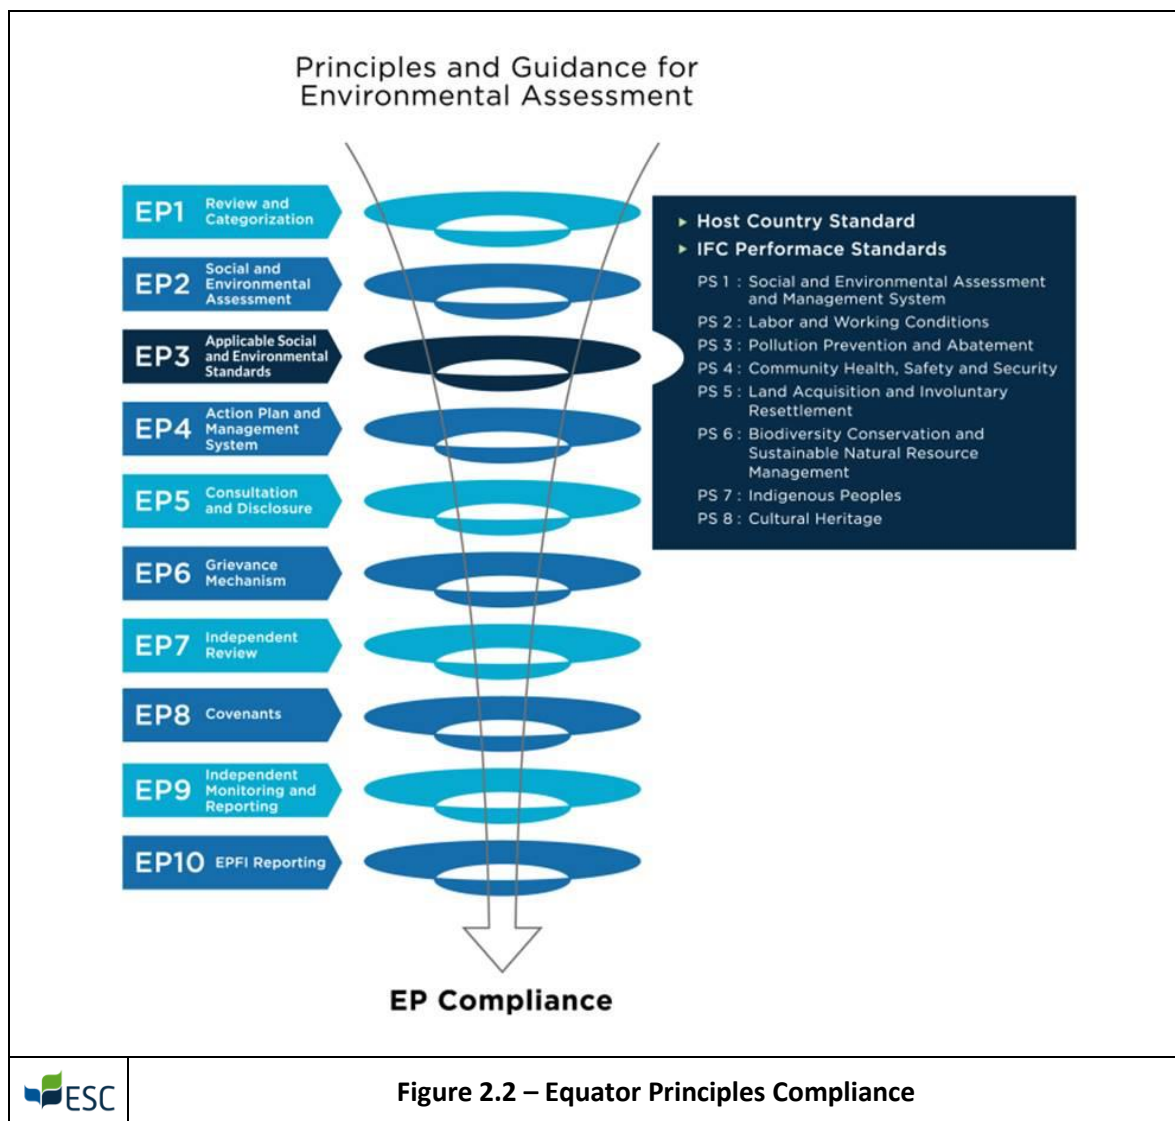 Principles and Guidance for
Environmental Assessment
EP1 Review and
Categorization
EP2 Social and
Environmental
Assessment
EP3 Applicable Social
and Environmental
Standards
EP4 Action Plan and
Management
System
EP5 Consultation
and Disclosure
EP6 Grievance
Mechanism
EP7 Independent
Review
EP8 Covenants
EP9 Independent
Monitoring and
Reporting
EP10 EPFI Reporting
Host Country Standard
IFC Performace Standards
PS 1 : Social and Environmental Assessment
and Management System
PS 2 : Labor and Working Conditions
PS 3 : Pollution Prevention and Abatement
PS 4 : Community Health, Safety and Security
PS 5 : Land Acquisition and Involuntary
Resettlement
PS 6 : Biodiversity Conservation and
Sustainable Natural Resource
Management
PS 7 : Indigenous Peoples
PS 8 : Cultural Heritage
EP Compliance
ESC
Figure 2.2 – Equator Principles Compliance